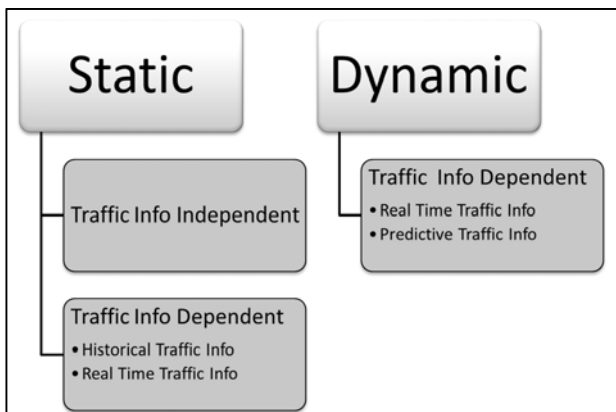 Static
Traffic Info Independent
Traffic Info Dependent
• Historical Traffic Info
• Real Time Traffic Info
Dynamic
Traffic Info Dependent
• Real Time Traffic Info
• Predictive Traffic Info